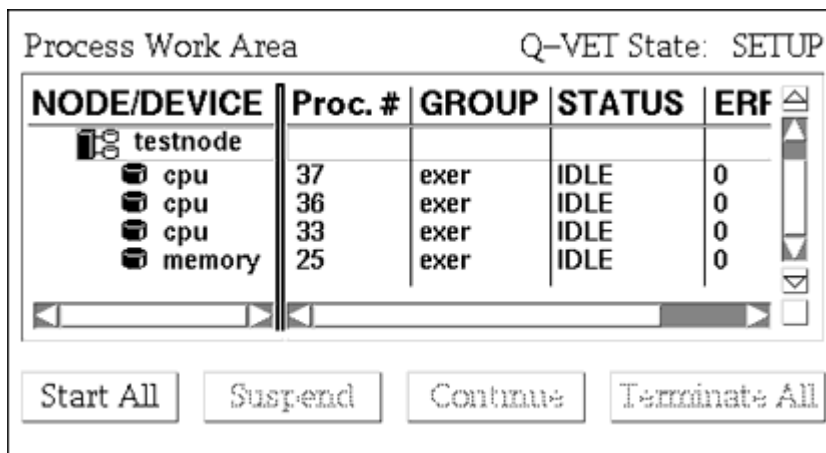 Process Work Area Q-VET State: SETUP
NODE/DEVICE Proc. # GROUP STATUS ERF
testnode
cpu 37 exer IDLE 0
cpu 36 exer IDLE 0
cpu 33 exer IDLE 0
memory 25 exer IDLE 0
Start All Suspend Continue Terminate All